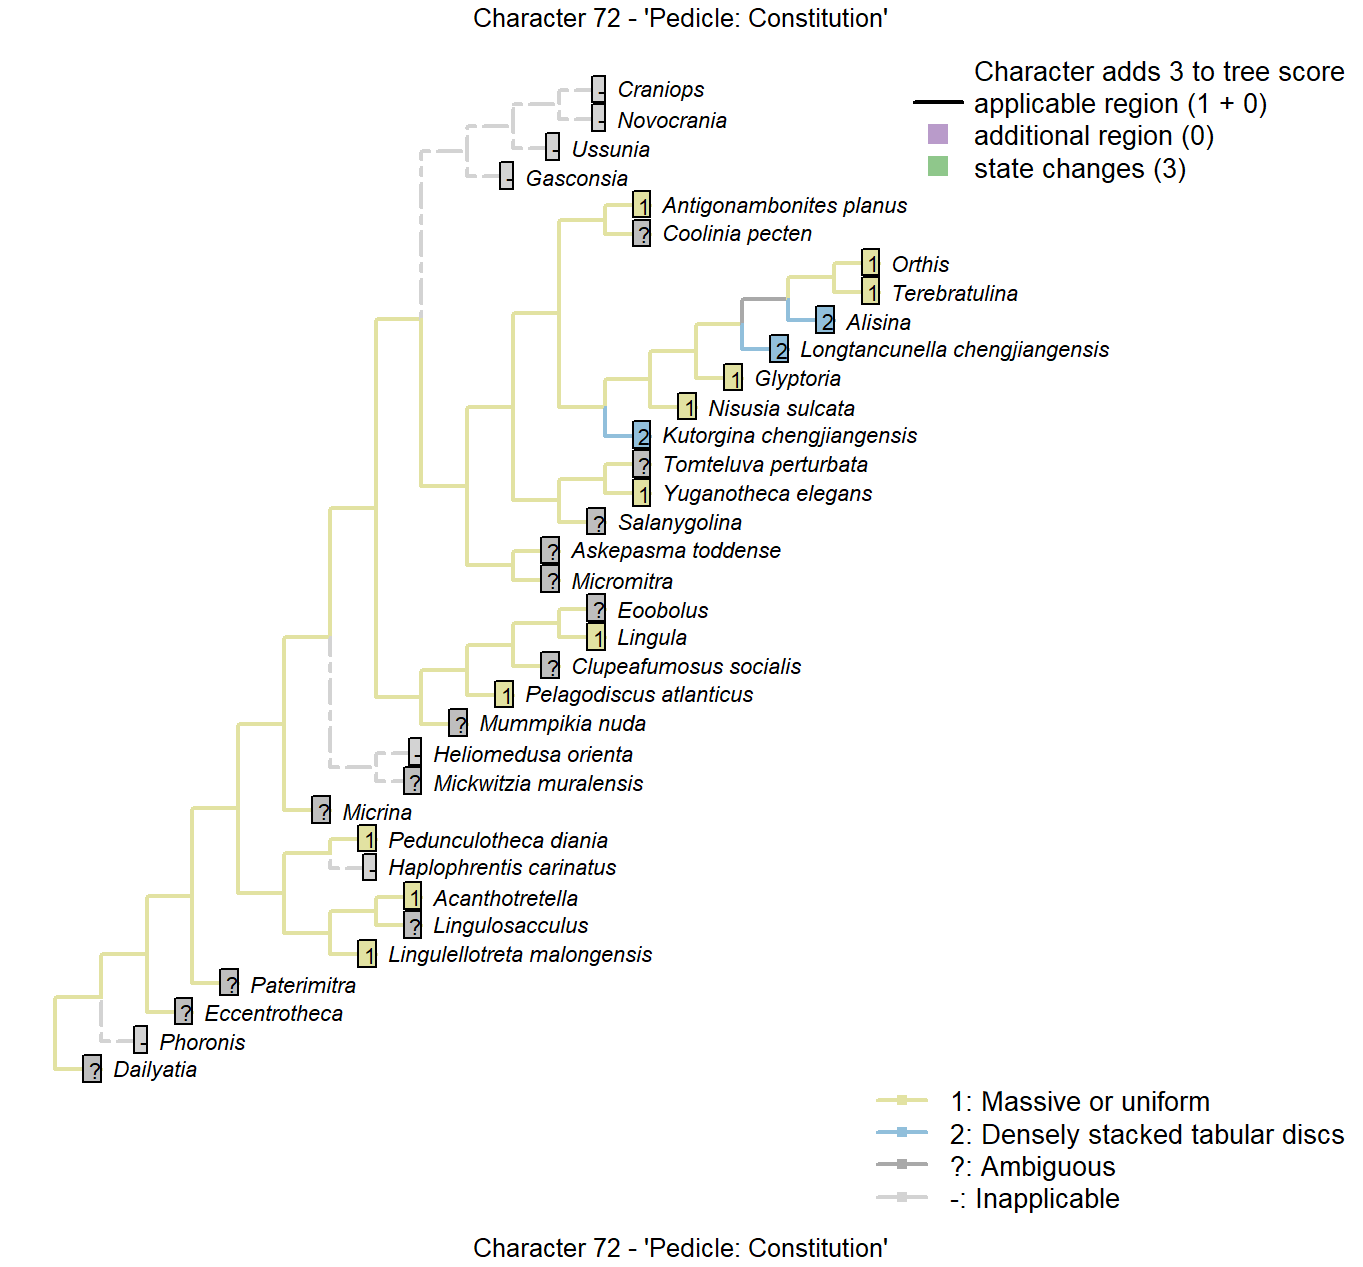 Character 72 - 'Pedicle: Constitution'
Character adds 3 to tree score
applicable region (1 + 0)
additional region (0)
state changes (3)
- Craniops
- Novocrania
- Ussunia
- Gasconsia
1 Antigonambonites planus
? Coolinia pecten
1 Orthis
1 Terebratulina
2 Alisina
2 Longtancunella chengjiangensis
1 Glyptoria
1 Nisusia sulcata
2 Kutorgina chengjiangensis
? Tomteluva perturbata
1 Yuganotheca elegans
? Salanygolina
? Askepasma toddense
? Micromitra
? Eoobolus
1 Lingula
? Clupeafumosus socialis
1 Pelagodiscus atlanticus
? Mummpikia nuda
- Heliomedusa orienta
? Mickwitzia muralensis
? Micrina
1 Pedunculotheca diania
- Haplophrentis carinatus
1 Acanthotretella
? Lingulosacculus
1 Lingulellotreta malongensis
? Paterimitra
? Eccentrotheca
- Phoronis
? Dailyatia
1: Massive or uniform
2: Densely stacked tabular discs
?: Ambiguous
-: Inapplicable
Character 72 - 'Pedicle: Constitution'